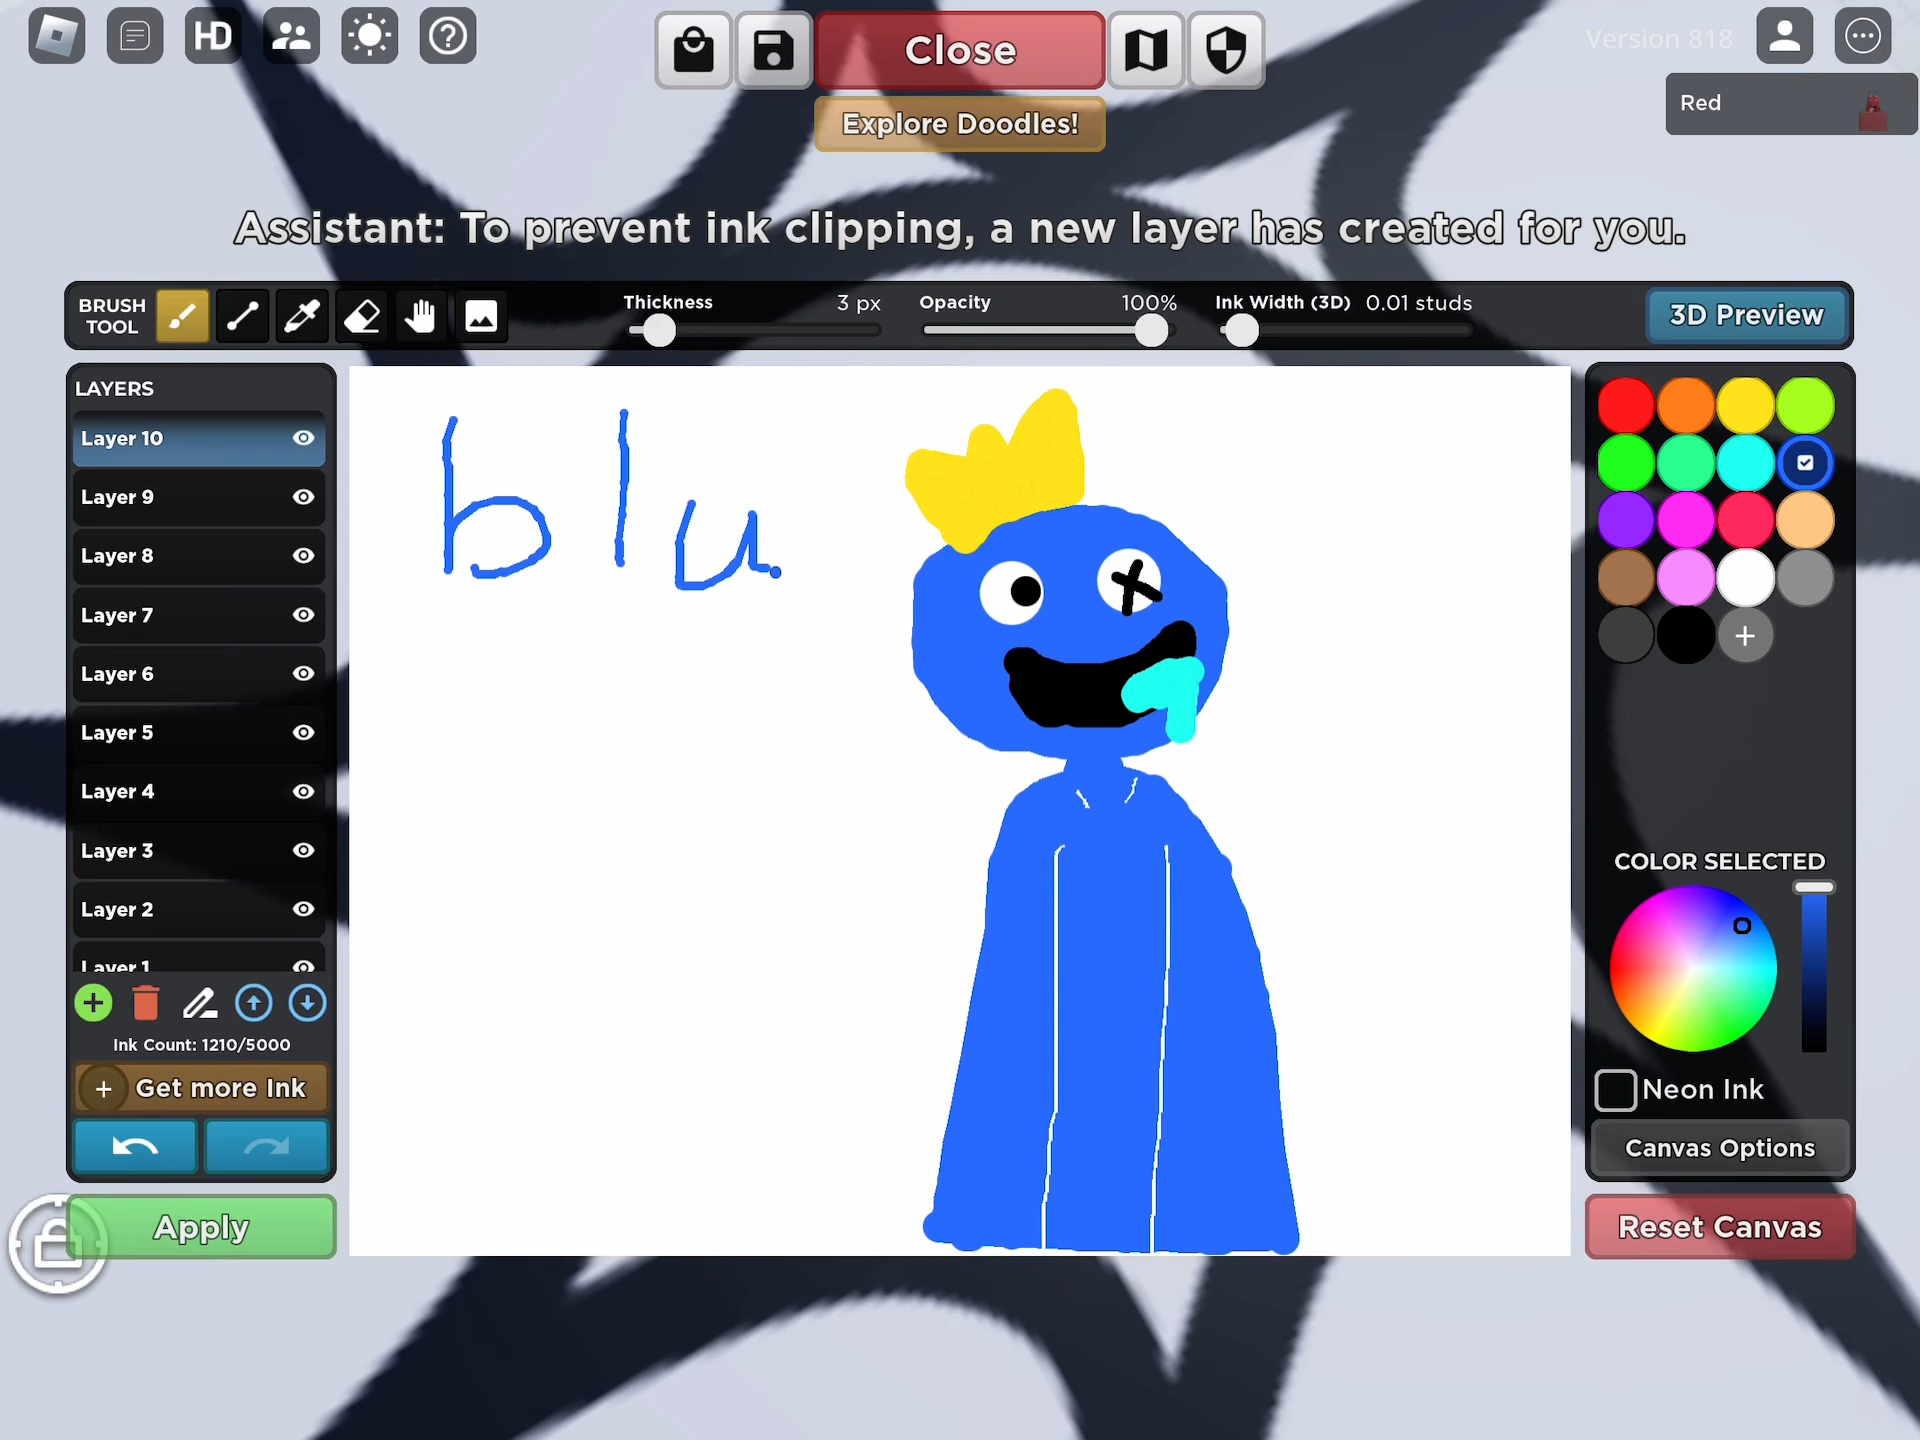 HD
Close
Version 818
Explore Doodles!
Red
Assistant: To prevent ink clipping, a new layer has created for you.
BRUSH TOOL
Thickness 3 px
Opacity 100%
Ink Width (3D) 0.01 studs
3D Preview
LAYERS
Layer 10
Layer 9
Layer 8
Layer 7
Layer 6
Layer 5
Layer 4
Layer 3
Layer 2
Layer 1
Ink Count: 1210/5000
+ Get more Ink
Apply
blu
COLOR SELECTED
Neon Ink
Canvas Options
Reset Canvas